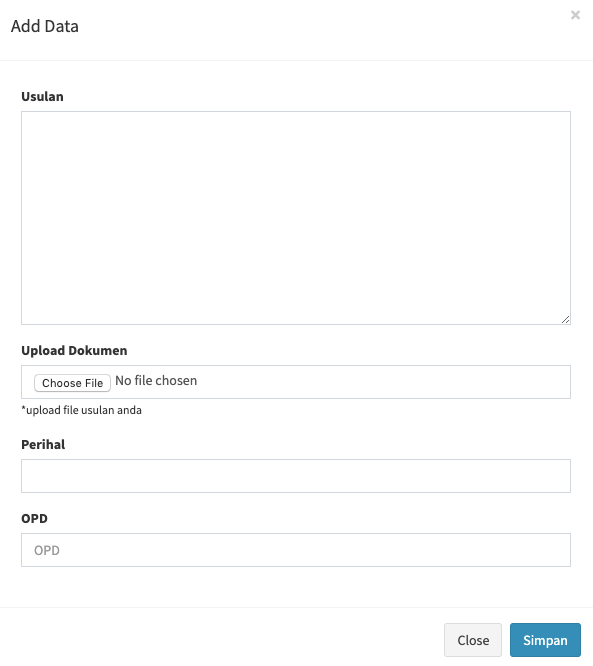 Add Data
×
Usulan
Upload Dokumen
Choose File No file chosen
*upload file usulan anda
Perihal
OPD
OPD
Close Simpan